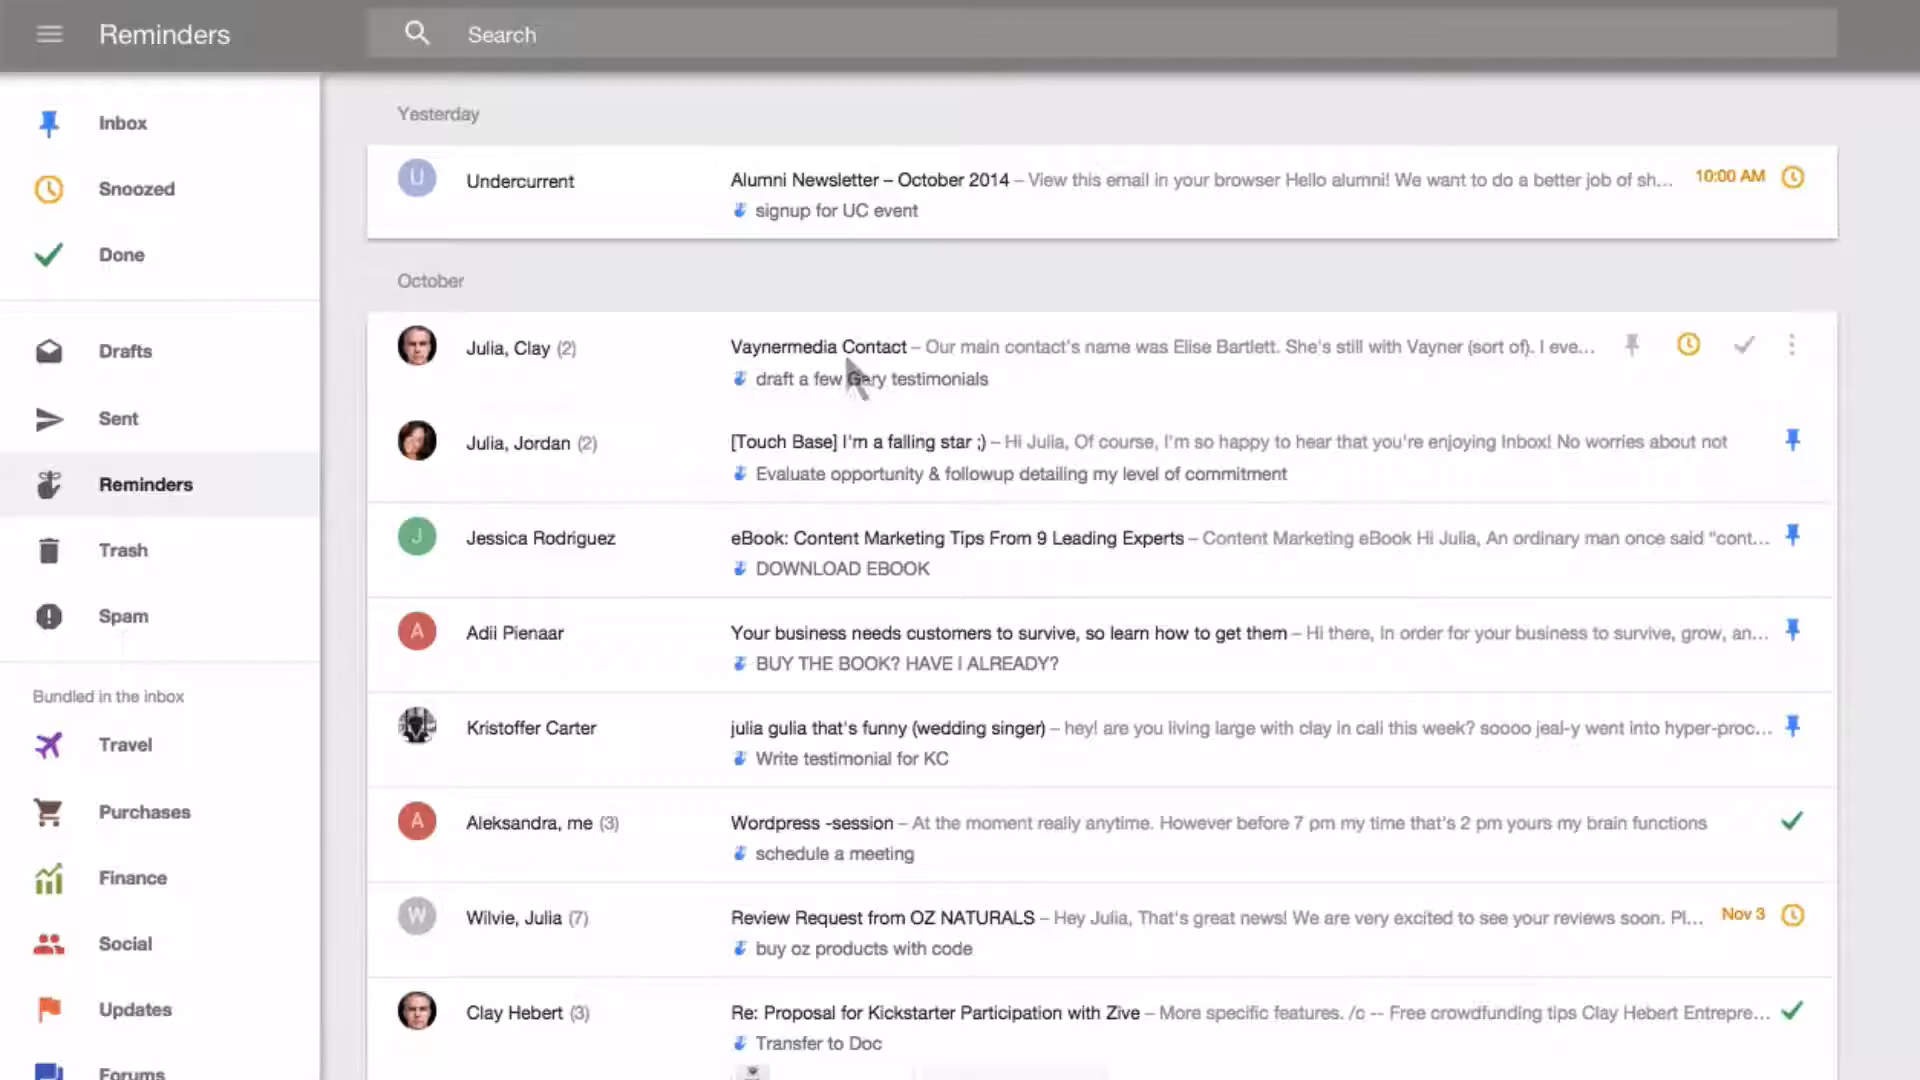 Reminders
Search
Inbox
Snoozed
Done
Drafts
Sent
Reminders
Trash
Spam
Bundled in the inbox
Travel
Purchases
Finance
Social
Updates
Forums
Yesterday
U Undercurrent Alumni Newsletter – October 2014 – View this email in your browser Hello alumni! We want to do a better job of sh... 10:00 AM
signup for UC event
October
Julia, Clay (2) Vaynermedia Contact – Our main contact's name was Elise Bartlett. She's still with Vayner (sort of). I eve...
draft a few Gary testimonials
Julia, Jordan (2) [Touch Base] I'm a falling star ;) – Hi Julia, Of course, I'm so happy to hear that you're enjoying Inbox! No worries about not
Evaluate opportunity & followup detailing my level of commitment
J Jessica Rodriguez eBook: Content Marketing Tips From 9 Leading Experts – Content Marketing eBook Hi Julia, An ordinary man once said "cont...
DOWNLOAD EBOOK
A Adii Pienaar Your business needs customers to survive, so learn how to get them – Hi there, In order for your business to survive, grow, an...
BUY THE BOOK? HAVE I ALREADY?
Kristoffer Carter julia gulia that's funny (wedding singer) – hey! are you living large with clay in cali this week? soooo jeal-y went into hyper-proc...
Write testimonial for KC
A Aleksandra, me (3) Wordpress -session – At the moment really anytime. However before 7 pm my time that's 2 pm yours my brain functions
schedule a meeting
W Wilvie, Julia (7) Review Request from OZ NATURALS – Hey Julia, That's great news! We are very excited to see your reviews soon. Pl... Nov 3
buy oz products with code
Clay Hebert (3) Re: Proposal for Kickstarter Participation with Zive – More specific features. /c -- Free crowdfunding tips Clay Hebert Entrepre...
Transfer to Doc